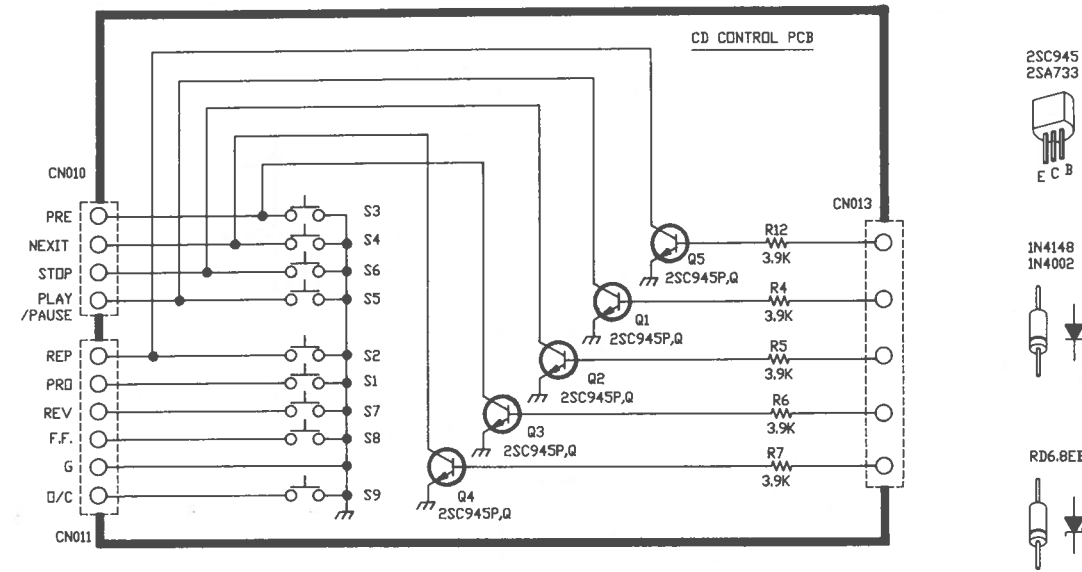 CD CONTROL PCB
2SC945
2SA733
E C B
CN010
PRE
NEXIT
STOP
PLAY
/PAUSE
REP
PRO
REV
F.F.
G
O/C
CN011
S3
S4
S6
S5
S2
S1
S7
S8
S9
CN013
Q5
2SC945P,Q
R12
3.9K
Q1
2SC945P,Q
R4
3.9K
Q2
2SC945P,Q
R5
3.9K
Q3
2SC945P,Q
R6
3.9K
Q4
2SC945P,Q
R7
3.9K
1N4148
1N4002